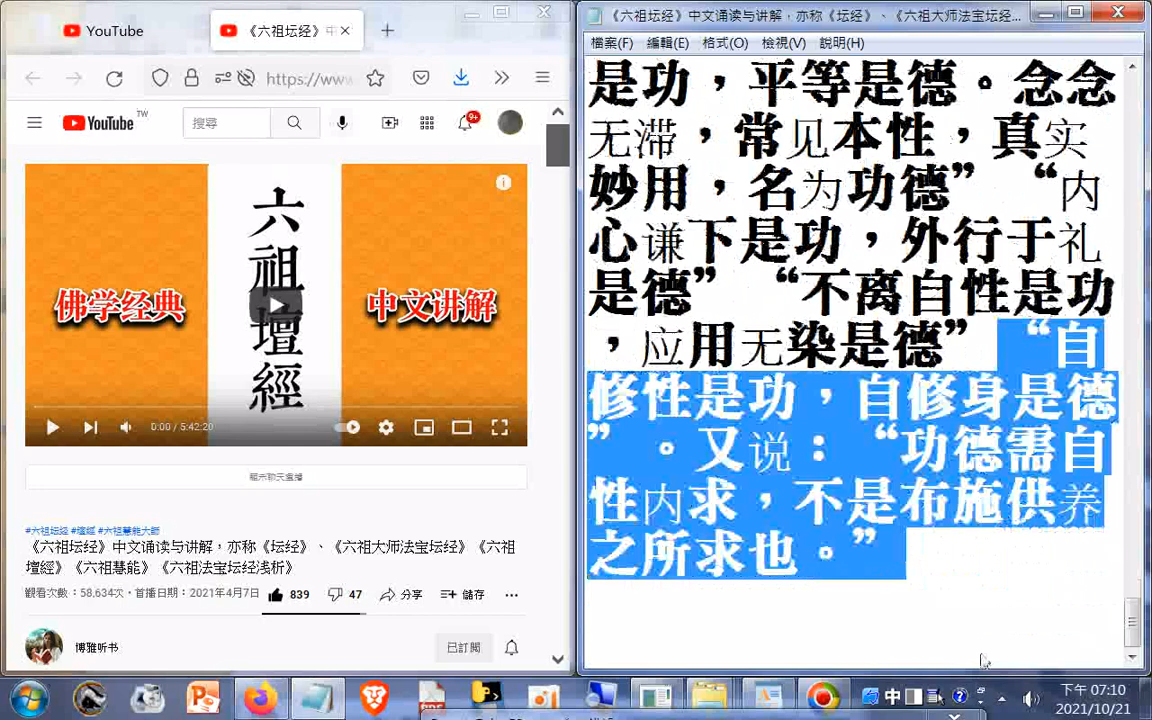 YouTube
《六祖坛经》中
https://www
YouTube
TW
搜尋
9+
佛学经典
六祖壇經
中文讲解
0:00 / 5:42:20
顯示聊天重播
#六祖坛经 #壇經 #六祖慧能大師
《六祖坛经》中文诵读与讲解，亦称《坛经》、《六祖大师法宝坛经》《六祖
壇經》《六祖慧能》《六祖法宝坛经浅析》
觀看次數：58,634次・首播日期：2021年4月7日
839
47
分享
儲存
博雅听书
已訂閱
《六祖坛经》中文诵读与讲解，亦称《坛经》、《六祖大师法宝坛经...
檔案(F) 編輯(E) 格式(O) 檢視(V) 說明(H)
是功，平等是德。念念
无滞，常见本性，真实
妙用，名为功德” “内
心谦下是功，外行于礼
是德” “不离自性是功
，应用无染是德” “自
修性是功，自修身是德
”。又说：“功德需自
性内求，不是布施供养
之所求也。”
中
下午 07:10
2021/10/21